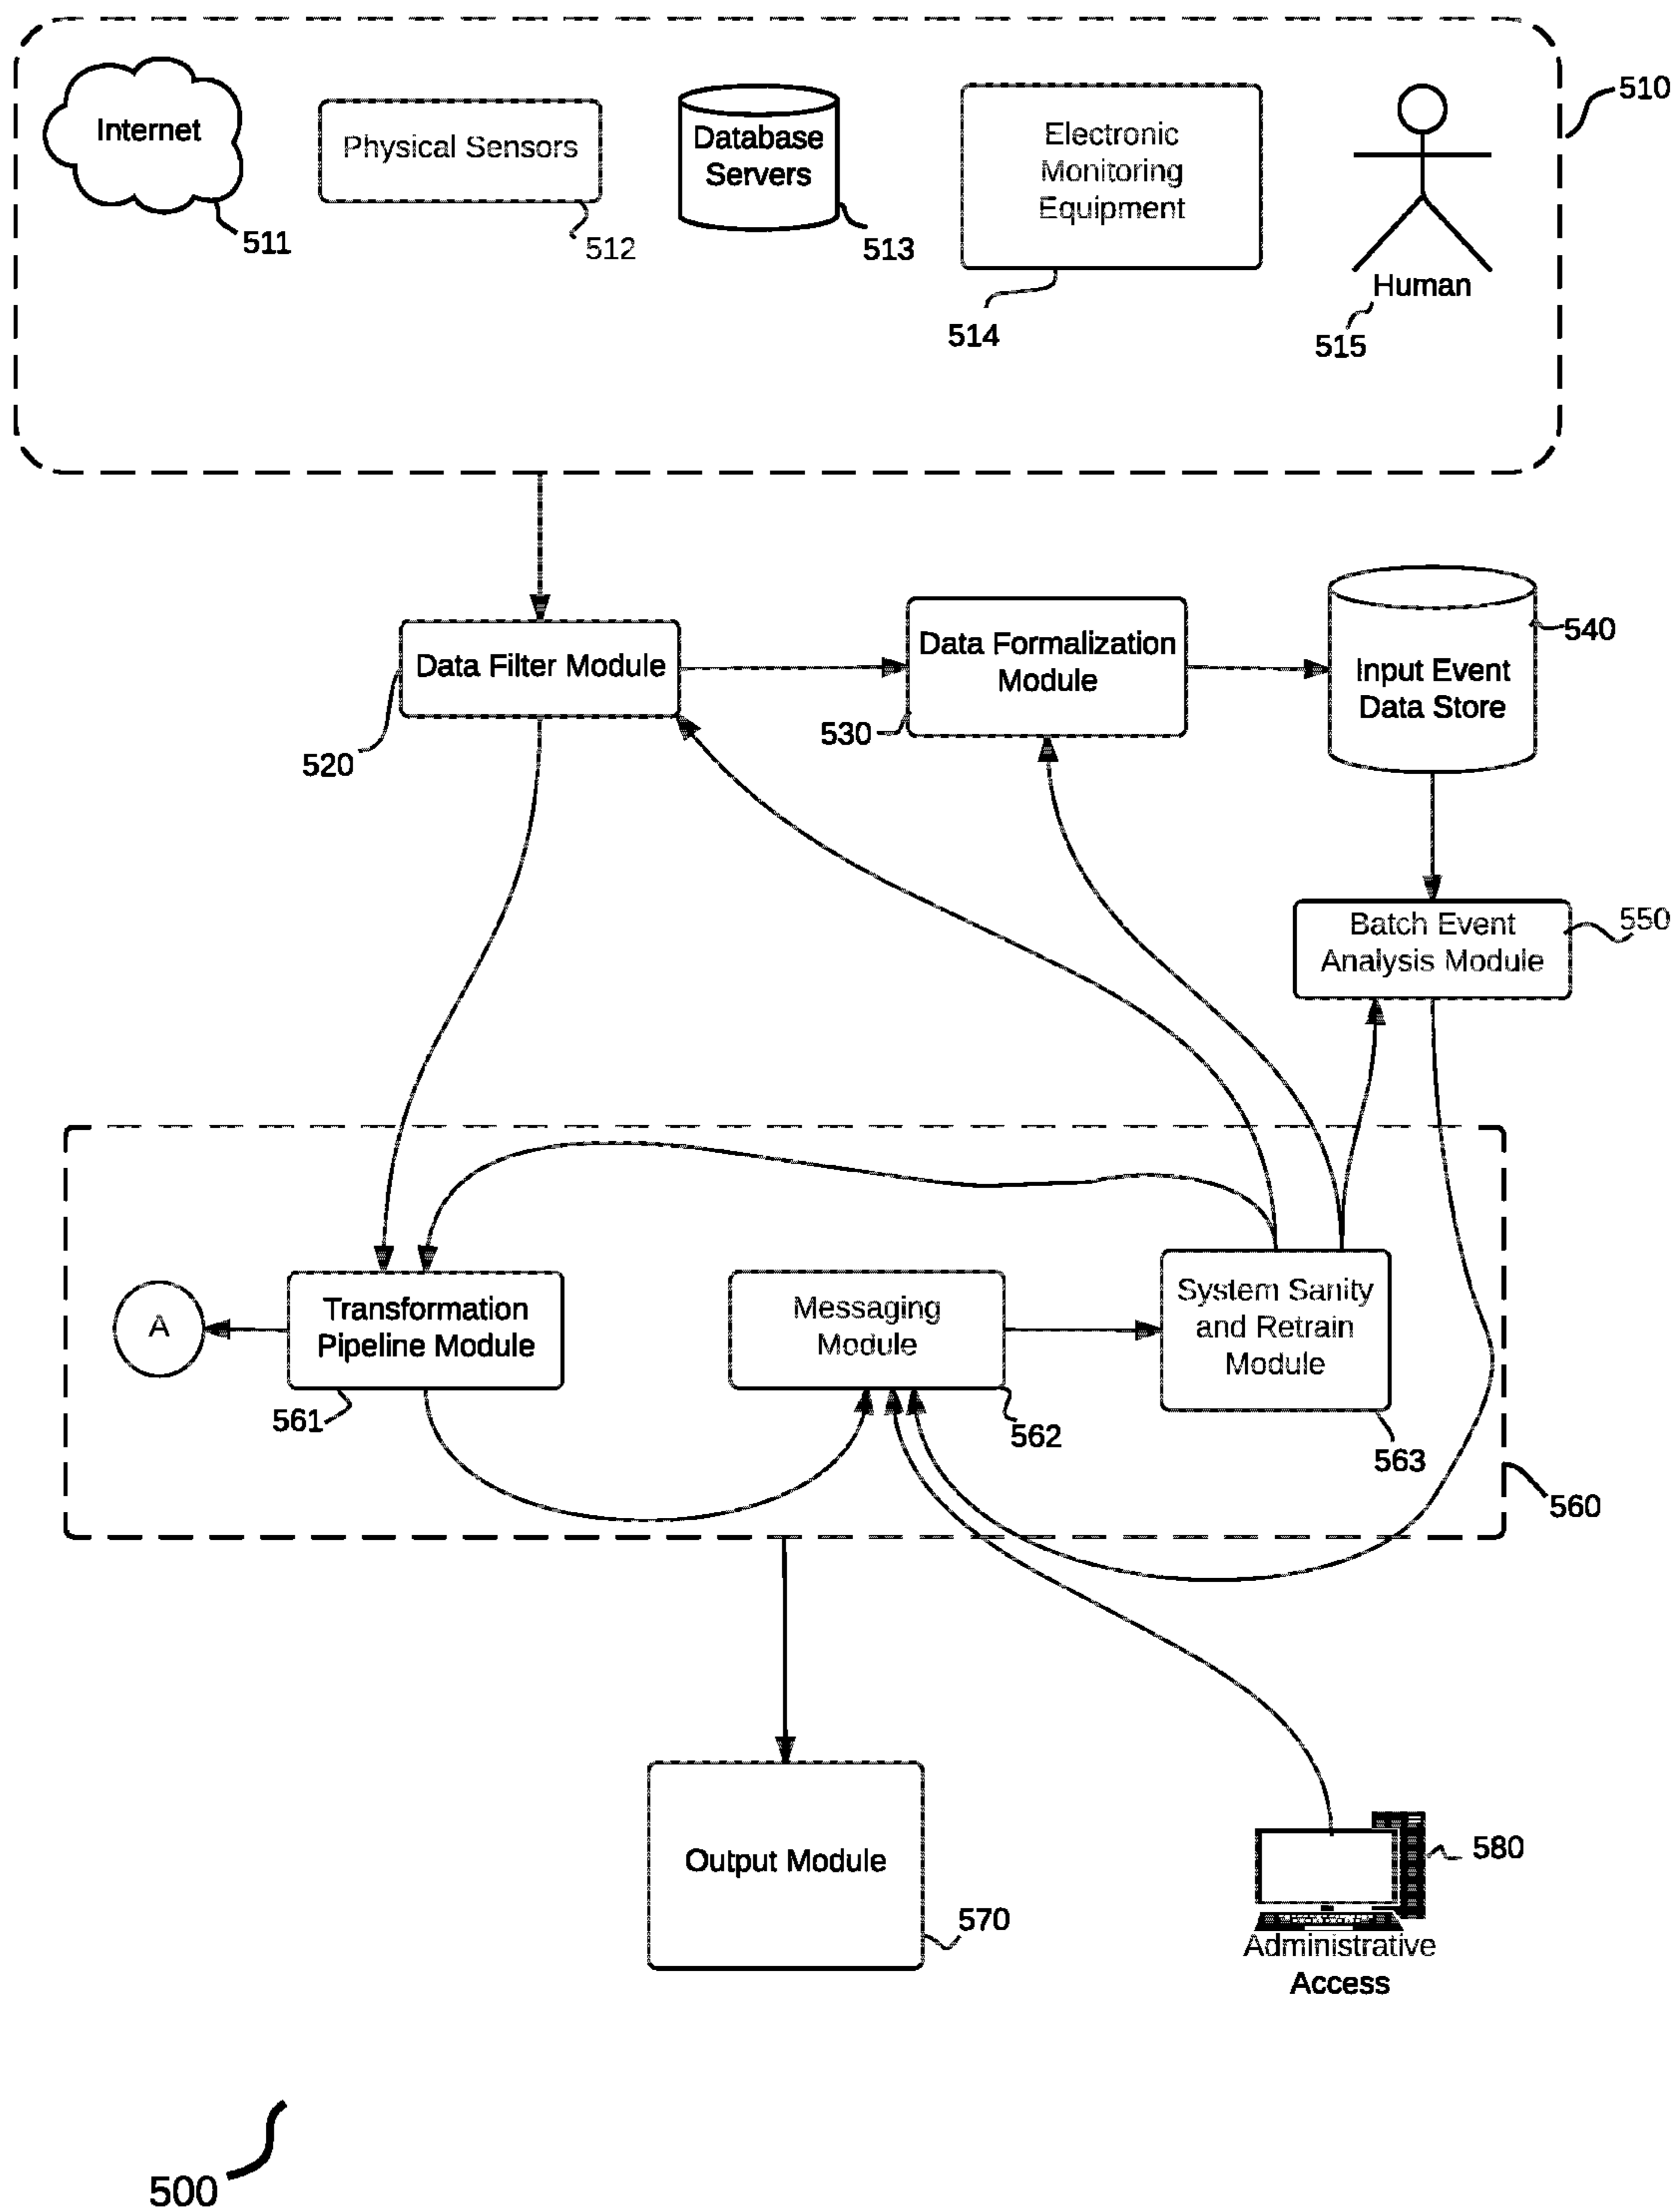 510
Internet
Physical Sensors
Database
Servers
Electronic
Monitoring
Equipment
Human
511
512
513
514
515
Data Filter Module
520
Data Formalization
Module
530
Input Event
Data Store
540
Batch Event
Analysis Module
550
A
Transformation
Pipeline Module
561
Messaging
Module
562
System Sanity
and Retrain
Module
563
560
Output Module
570
580
Administrative
Access
500